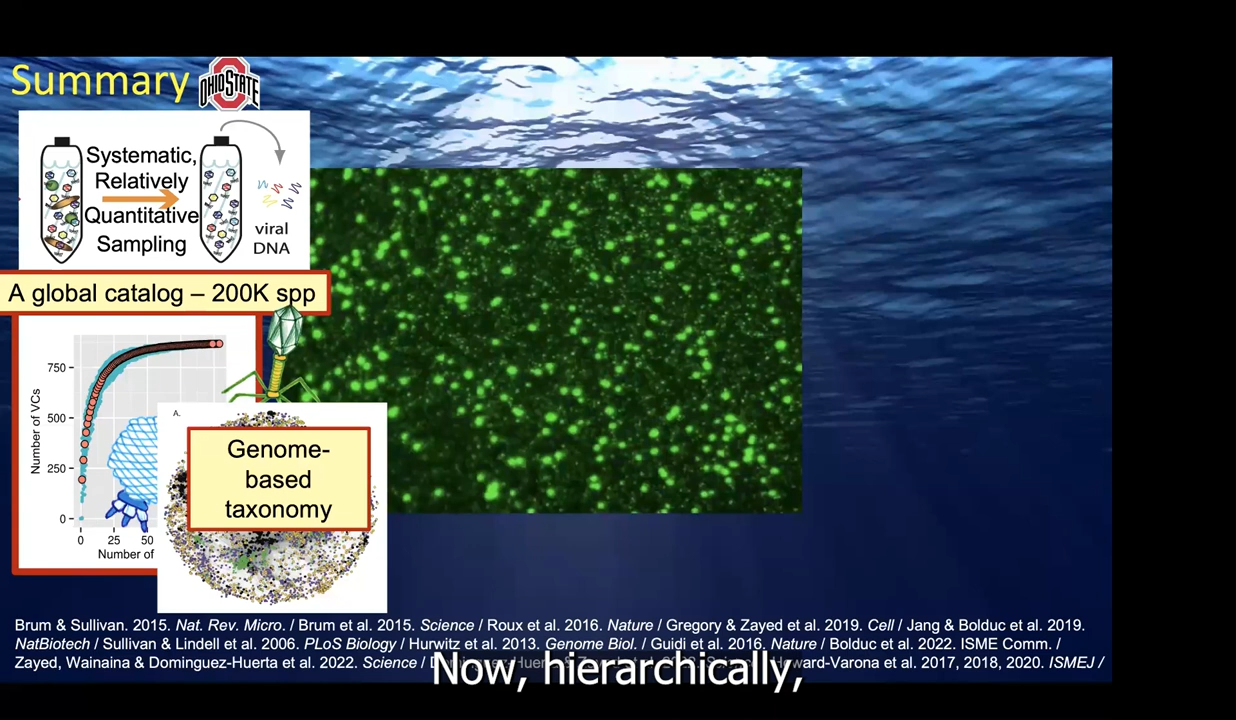 Summary
OHIO STATE
Systematic,
Relatively
Quantitative
Sampling
viral
DNA
A global catalog – 200K spp
750
500
250
0
Number of VCs
0 25 50
Number of
A.
Genome-
based
taxonomy
Brum & Sullivan. 2015. Nat. Rev. Micro. / Brum et al. 2015. Science / Roux et al. 2016. Nature / Gregory & Zayed et al. 2019. Cell / Jang & Bolduc et al. 2019.
NatBiotech / Sullivan & Lindell et al. 2006. PLoS Biology / Hurwitz et al. 2013. Genome Biol. / Guidi et al. 2016. Nature / Bolduc et al. 2022. ISME Comm. /
Zayed, Wainaina & Dominguez-Huerta et al. 2022. Science / et al. 2017, 2018, 2020. ISMEJ /
Now, hierarchically,